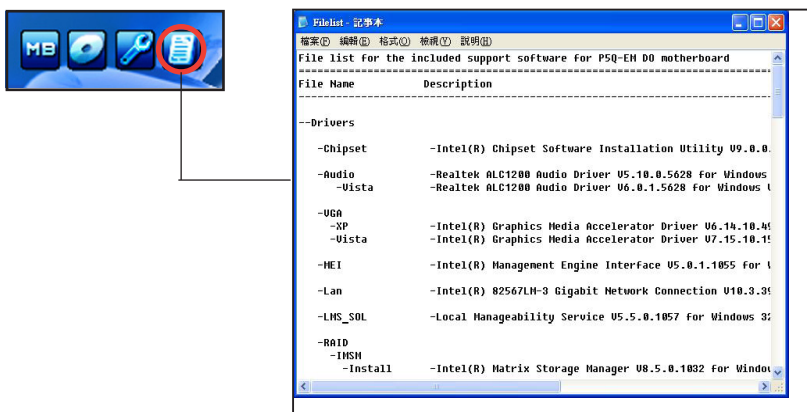 MB
Filelist - 記事本
檔案(F) 編輯(E) 格式(O) 檢視(V) 說明(H)
File list for the included support software for P5Q-EM DO motherboard
================================================================
File Name Description
----------------------------------------------------------------
--Drivers
-Chipset -Intel(R) Chipset Software Installation Utility V9.0.0.
-Audio -Realtek ALC1200 Audio Driver V5.10.0.5628 for Windows
-Vista -Realtek ALC1200 Audio Driver V6.0.1.5628 for Windows
-VGA
-XP -Intel(R) Graphics Media Accelerator Driver V6.14.10.49
-Vista -Intel(R) Graphics Media Accelerator Driver V7.15.10.15
-MEI -Intel(R) Management Engine Interface V5.0.1.1055 for
-Lan -Intel(R) 82567LM-3 Gigabit Network Connection V10.3.39
-LMS_SOL -Local Manageability Service V5.5.0.1057 for Windows 32
-RAID
-IMSM
-Install -Intel(R) Matrix Storage Manager V8.5.0.1032 for Window